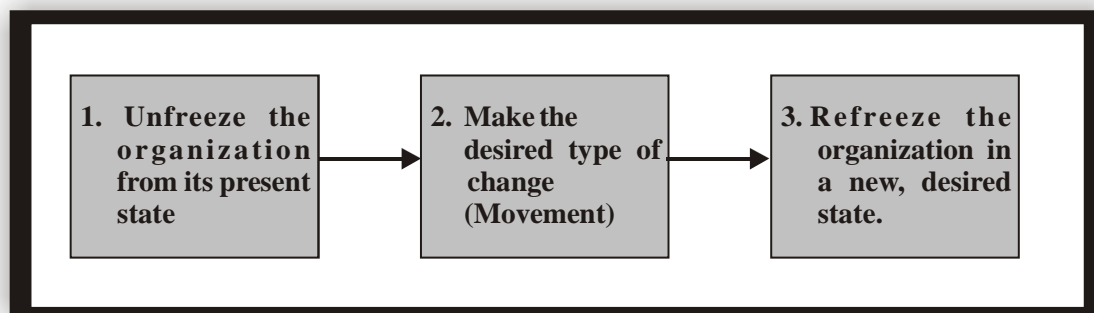 1. Unfreeze the
organization
from its present
state
2. Make the
desired type of
change
(Movement)
3. Refreeze the
organization in
a new, desired
state.